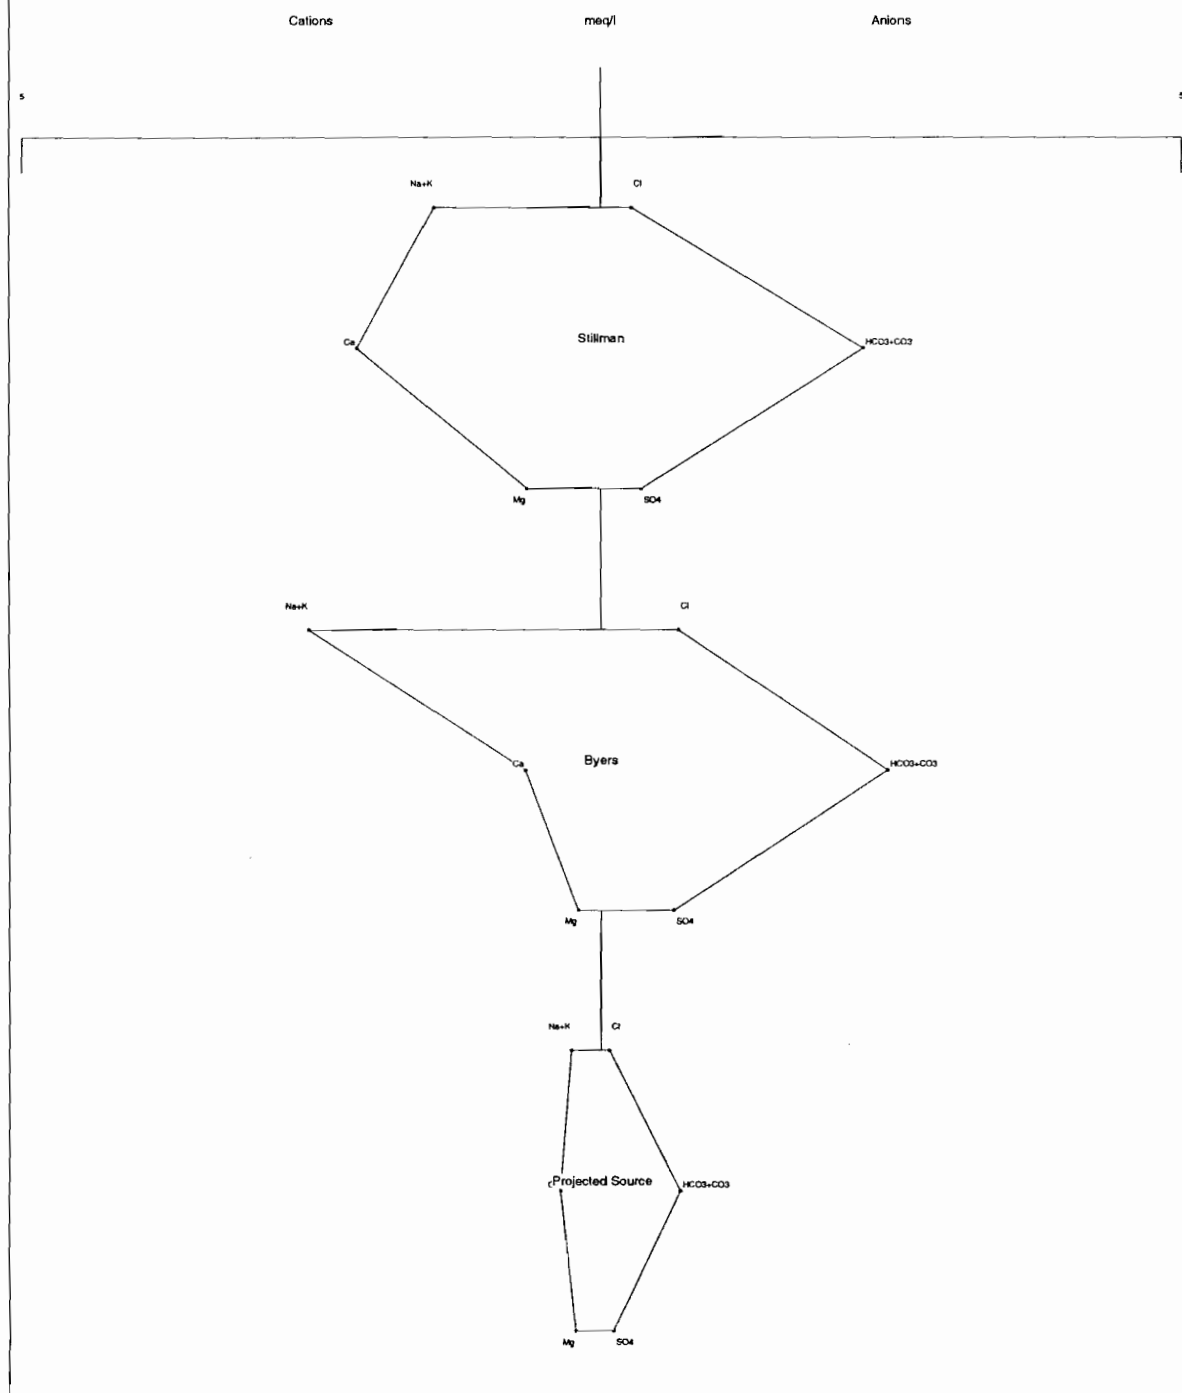 Cations meq/l Anions
5 5
Na+K Cl
Stillman
Ca HCO3+CO3
Mg SO4
Na+K Cl
Byers
Ca HCO3+CO3
Mg SO4
Na+K Cl
Projected Source
HCO3+CO3
Mg SO4